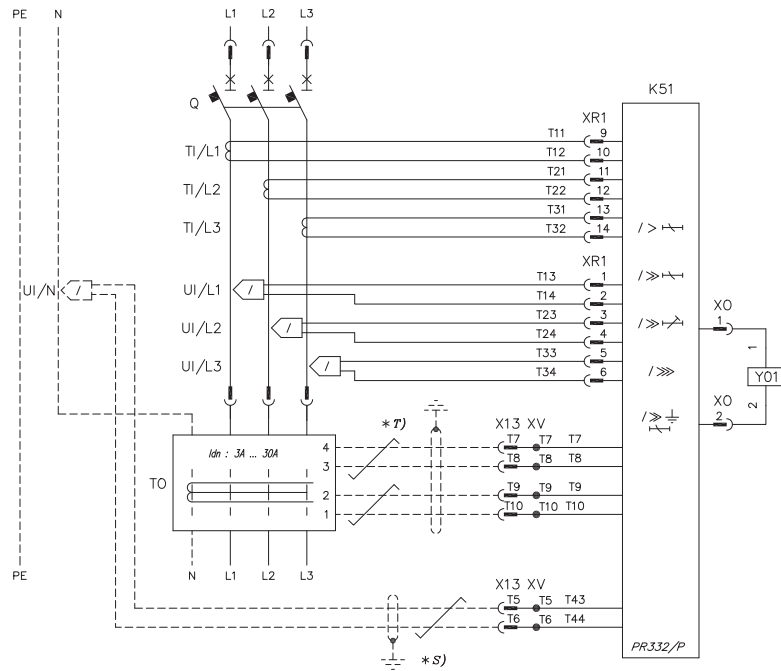 PE N L1 L2 L3
K51
Q
XR1
T11 9
TI/L1 T12 10
T21 11
TI/L2 T22 12
T31 13
TI/L3 T32 14
/ >
XR1
T13 1
UI/N / UI/L1 / T14 2
/ ≫
T23 3
UI/L2 / T24 4
/ ≫
T33 5
UI/L3 / T34 6
/ ⋙
XO
1
1
Y01
2
XO
2
/ ≫
*T)
X13 XV
Idn : 3A ... 30A
4 T7 T7 T7
3 T8 T8 T8
TO
2 T9 T9 T9
1 T10 T10 T10
PE N L1 L2 L3
X13 XV
T5 T5 T43
T6 T6 T44
*S)
PR332/P